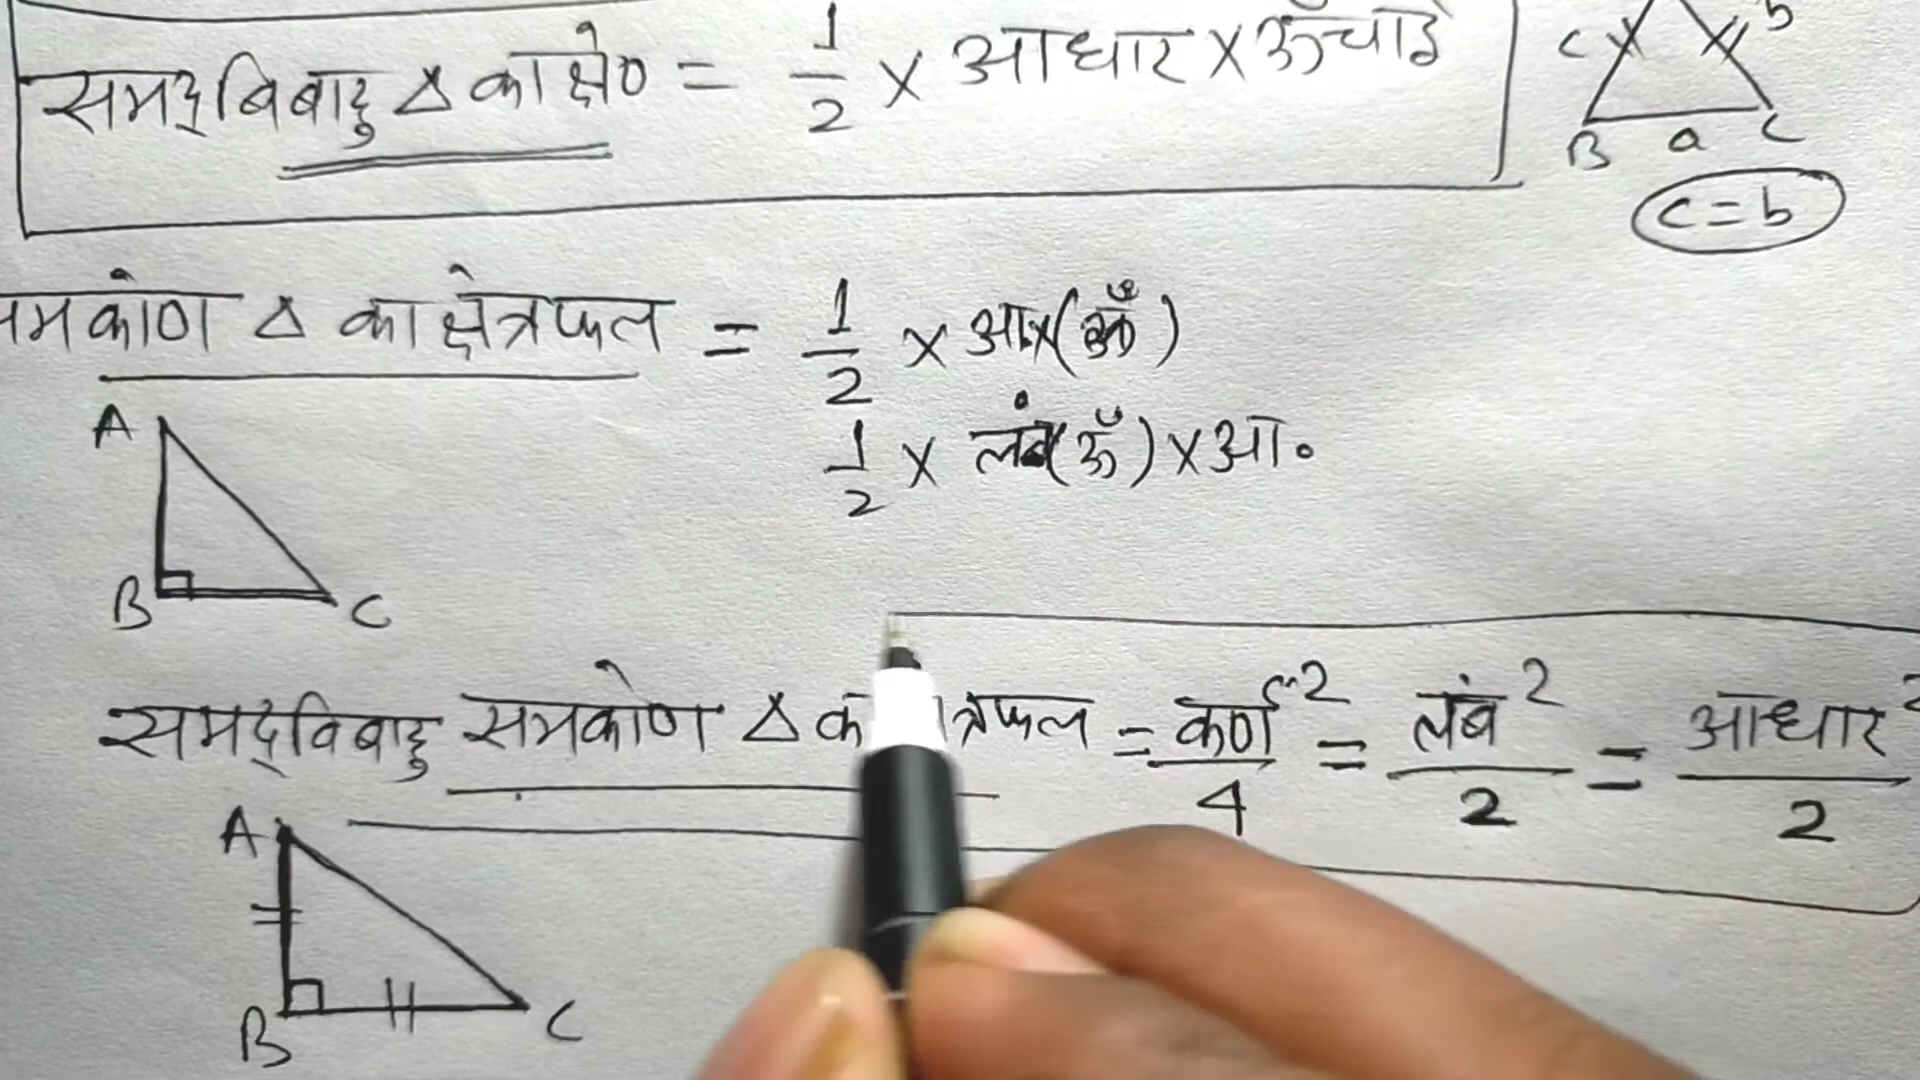 समद्विबाहु Δ का क्षे० = 1/2 × आधार × ऊँचाई
c b
B a C
c = b
समकोण Δ का क्षेत्रफल = 1/2 × आ.×(ऊँ)
1/2 × लंब(ऊँ) × आ०
A
B C
समद्विबाहु समकोण Δ = कर्ण²/4 = लंब²/2 = आधार²/2
A
B C